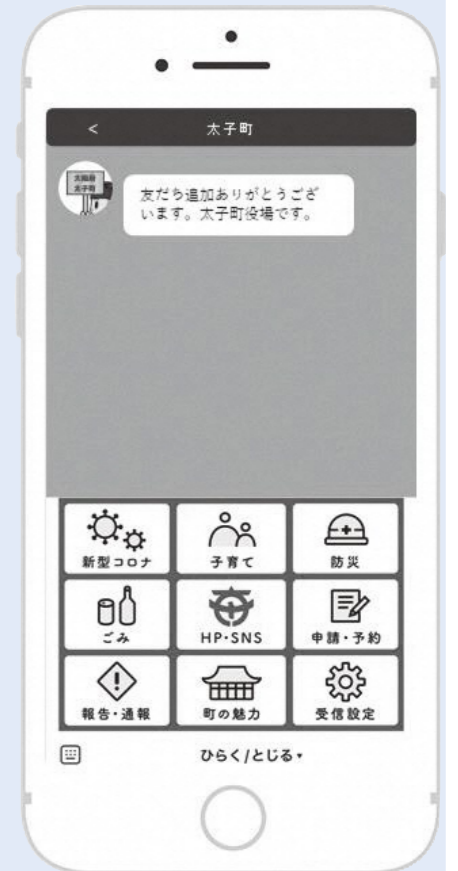 <
太子町
友だち追加ありがとうござ
います。太子町役場です。
新型コロナ
子育て
防災
ごみ
HP・SNS
申請・予約
報告・通報
町の魅力
受信設定
ひらく/とじる▾